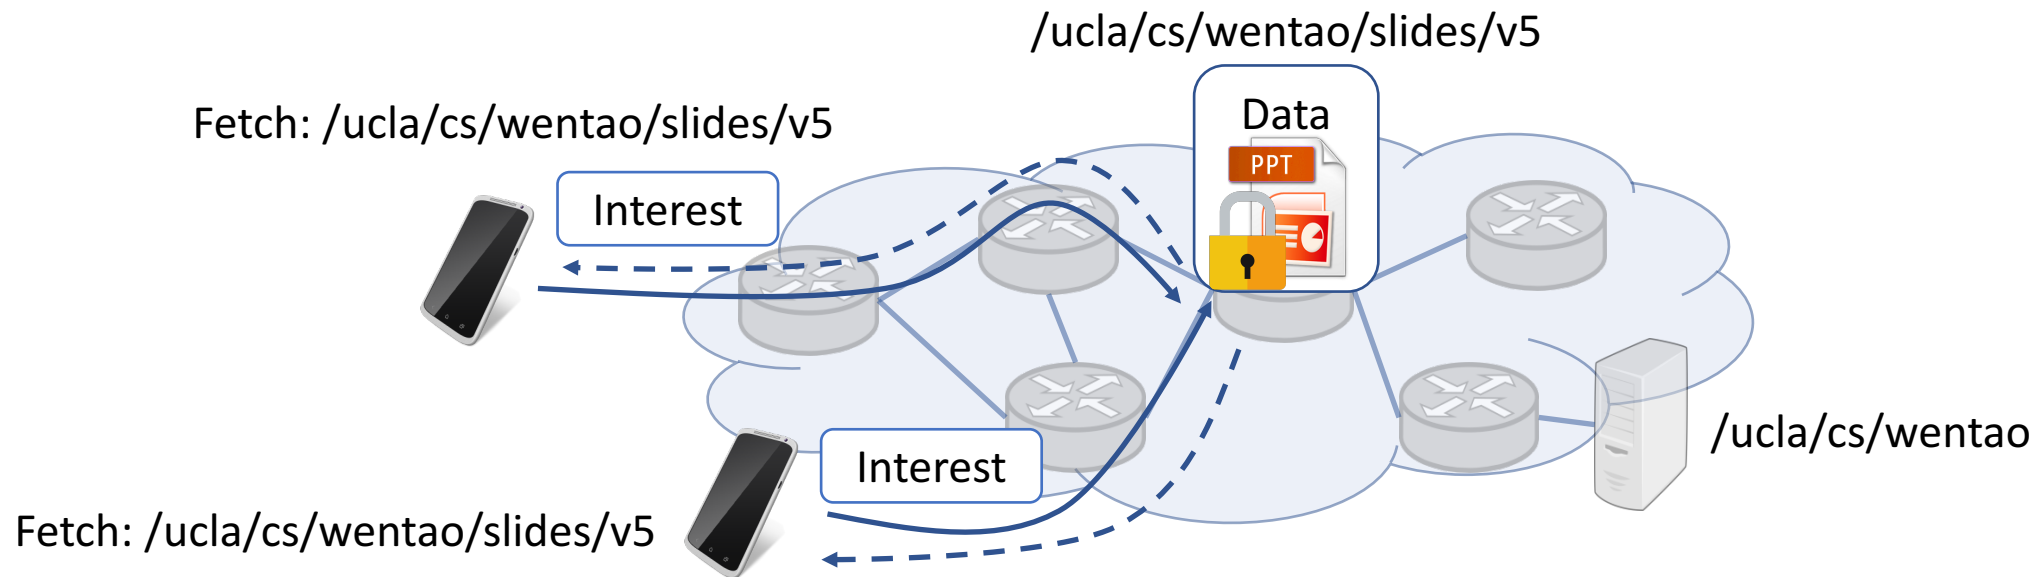 /ucla/cs/wentao/slides/v5
Fetch: /ucla/cs/wentao/slides/v5
Data
PPT
Interest
/ucla/cs/wentao
Interest
Fetch: /ucla/cs/wentao/slides/v5